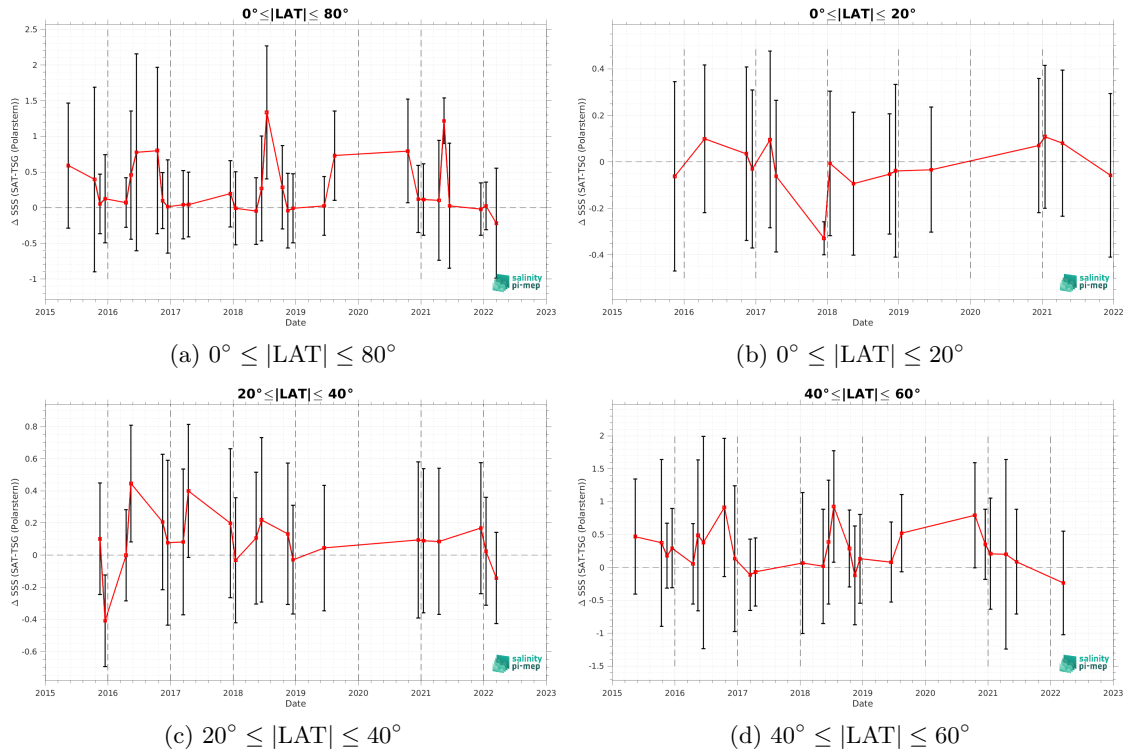 0°≤|LAT|≤ 80°
Δ SSS (SAT-TSG (Polarstern))
2.5
2
1.5
1
0.5
0
-0.5
-1
2015 2016 2017 2018 2019 2020 2021 2022 2023
Date
salinity
pi-mep
(a) 0° ≤ |LAT| ≤ 80°
0°≤|LAT|≤ 20°
Δ SSS (SAT-TSG (Polarstern))
0.4
0.2
0
-0.2
-0.4
2015 2016 2017 2018 2019 2020 2021 2022
Date
salinity
pi-mep
(b) 0° ≤ |LAT| ≤ 20°
20°≤|LAT|≤ 40°
Δ SSS (SAT-TSG (Polarstern))
0.8
0.6
0.4
0.2
0
-0.2
-0.4
-0.6
2015 2016 2017 2018 2019 2020 2021 2022 2023
Date
salinity
pi-mep
(c) 20° ≤ |LAT| ≤ 40°
40°≤|LAT|≤ 60°
Δ SSS (SAT-TSG (Polarstern))
2
1.5
1
0.5
0
-0.5
-1
-1.5
2015 2016 2017 2018 2019 2020 2021 2022 2023
Date
salinity
pi-mep
(d) 40° ≤ |LAT| ≤ 60°